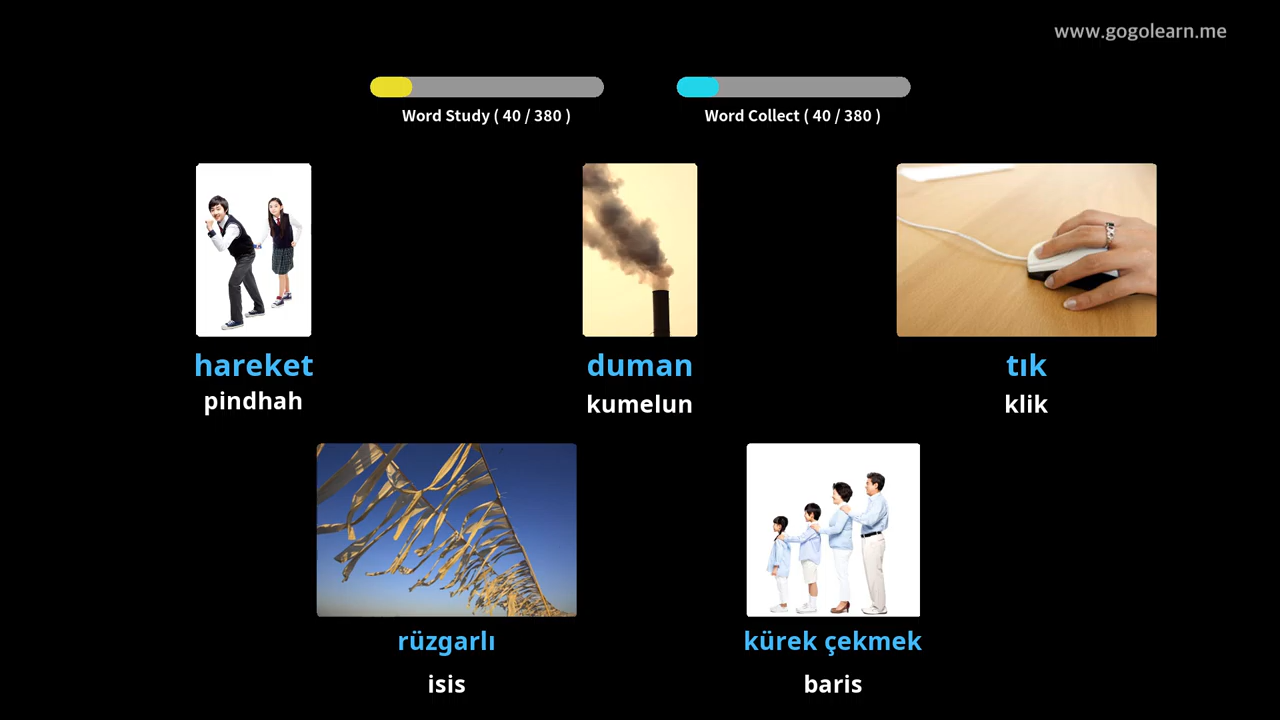 www.gogolearn.me
Word Study ( 40 / 380 )
Word Collect ( 40 / 380 )
hareket
pindhah
duman
kumelun
tık
klik
rüzgarlı
isis
kürek çekmek
baris